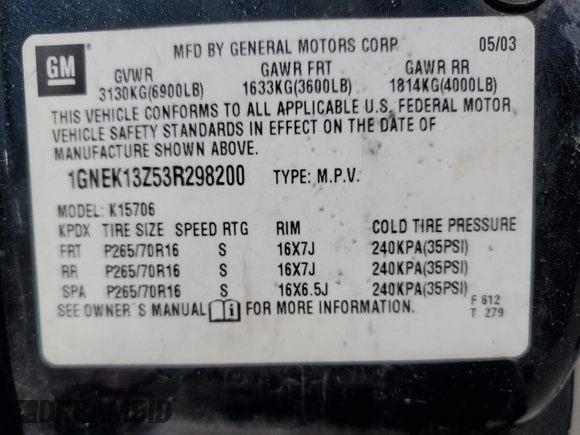 GM
MFD BY GENERAL MOTORS CORP 05/03
GVWR GAWR FRT GAWR RR
3130KG(6900LB) 1633KG(3600LB) 1814KG(4000LB)
THIS VEHICLE CONFORMS TO ALL APPLICABLE U.S. FEDERAL MOTOR
VEHICLE SAFETY STANDARDS IN EFFECT ON THE DATE OF
MANUFACTURE SHOWN ABOVE.
1GNEK13Z53R298200 TYPE: M.P.V.
MODEL: K15706
KPDX TIRE SIZE SPEED RTG RIM COLD TIRE PRESSURE
FRT P265/70R16 S 16X7J 240KPA(35PSI)
RR P265/70R16 S 16X7J 240KPA(35PSI)
SPA P265/70R16 S 16X6.5J 240KPA(35PSI)
SEE OWNER'S MANUAL FOR MORE INFORMATION.
F 612
T 279
DREAMBID